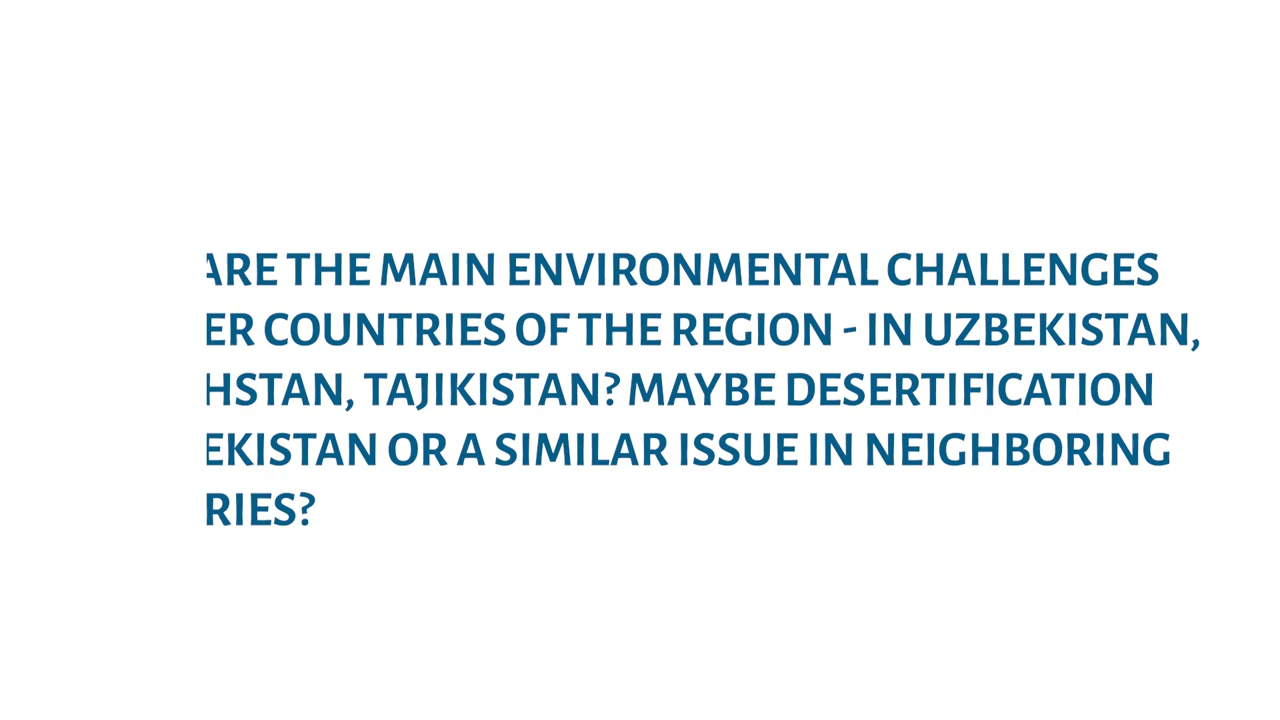 ARE THE MAIN ENVIRONMENTAL CHALLENGES
ER COUNTRIES OF THE REGION - IN UZBEKISTAN,
HSTAN, TAJIKISTAN? MAYBE DESERTIFICATION
EKISTAN OR A SIMILAR ISSUE IN NEIGHBORING
RIES?